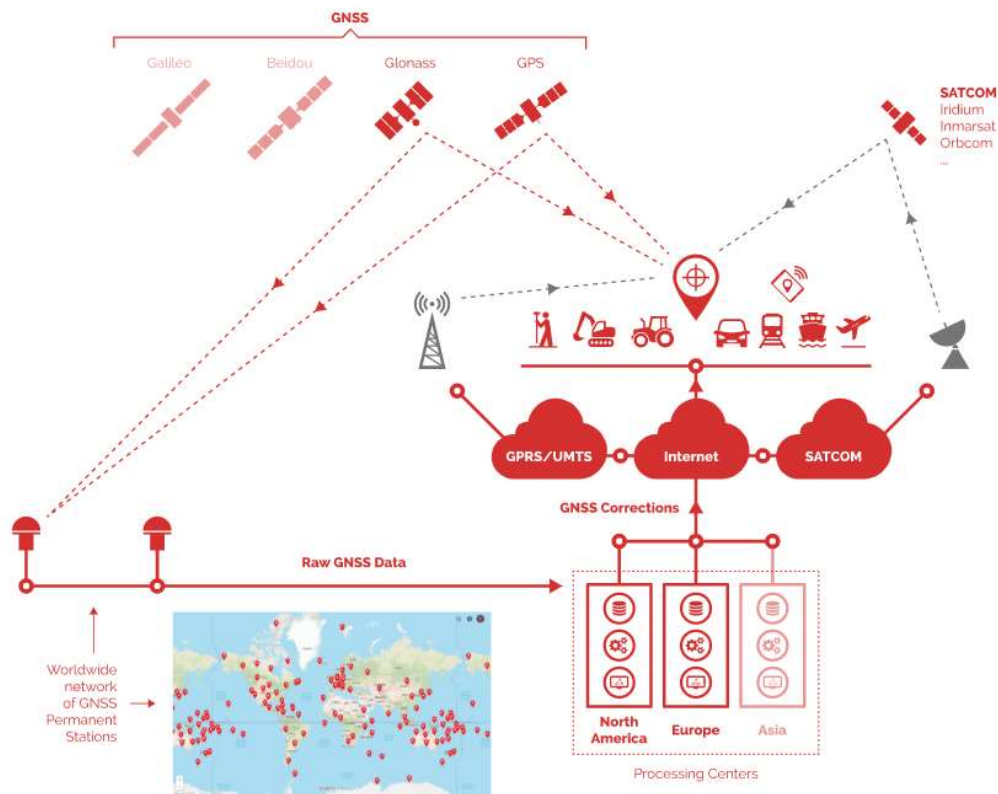 GNSS
Galileo
Beidou
Glonass
GPS
SATCOM
Iridium
Inmarsat
Orbcom
...
GPRS/UMTS
Internet
SATCOM
GNSS Corrections
Raw GNSS Data
Worldwide
network
of GNSS
Permanent
Stations
North
America
Europe
Asia
Processing Centers